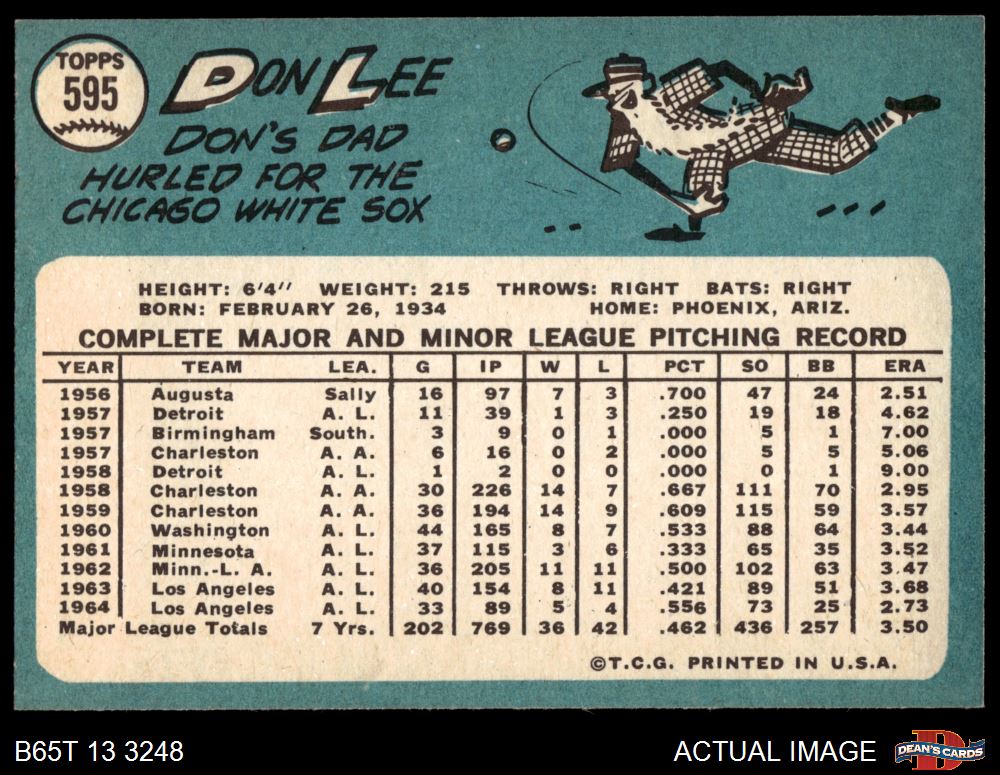 TOPPS
595
DON LEE
DON'S DAD
HURLED FOR THE
CHICAGO WHITE SOX
HEIGHT: 6'4" WEIGHT: 215 THROWS: RIGHT BATS: RIGHT
BORN: FEBRUARY 26, 1934 HOME: PHOENIX, ARIZ.
COMPLETE MAJOR AND MINOR LEAGUE PITCHING RECORD
YEAR TEAM LEA. G IP W L PCT SO BB ERA
1956 Augusta Sally 16 97 7 3 .700 47 24 2.51
1957 Detroit A. L. 11 39 1 3 .250 19 18 4.62
1957 Birmingham South. 3 9 0 1 .000 5 1 7.00
1957 Charleston A. A. 6 16 0 2 .000 5 5 5.06
1958 Detroit A. L. 1 2 0 0 .000 0 1 9.00
1958 Charleston A. A. 30 226 14 7 .667 111 70 2.95
1959 Charleston A. A. 36 194 14 9 .609 115 59 3.57
1960 Washington A. L. 44 165 8 7 .533 88 64 3.44
1961 Minnesota A. L. 37 115 3 6 .333 65 35 3.52
1962 Minn.-L. A. A. L. 36 205 11 11 .500 102 63 3.47
1963 Los Angeles A. L. 40 154 8 11 .421 89 51 3.68
1964 Los Angeles A. L. 33 89 5 4 .556 73 25 2.73
Major League Totals 7 Yrs. 202 769 36 42 .462 436 257 3.50
©T.C.G. PRINTED IN U.S.A.
B65T 13 3248 ACTUAL IMAGE DEAN'S CARDS